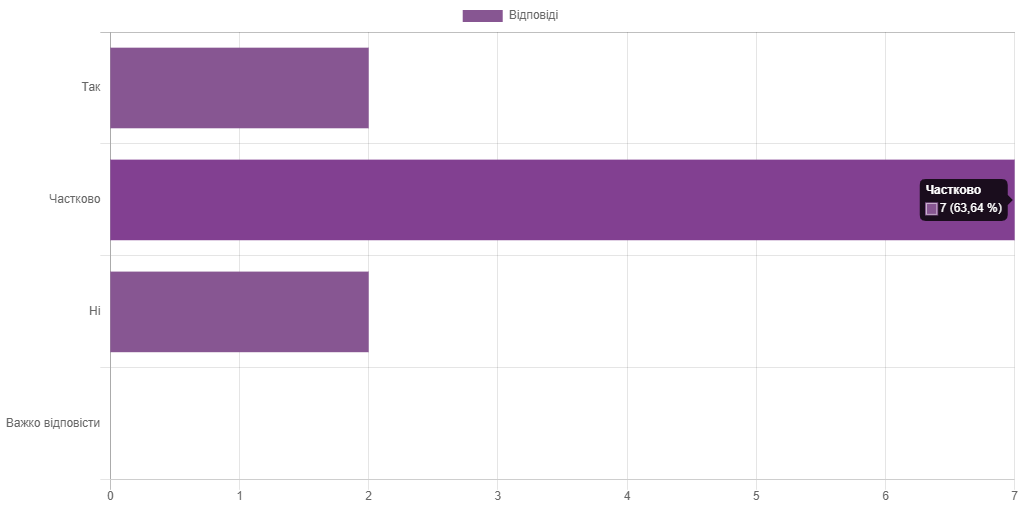 Відповіді
Так
Частково
Частково
7 (63,64 %)
Ні
Важко відповісти
0 1 2 3 4 5 6 7